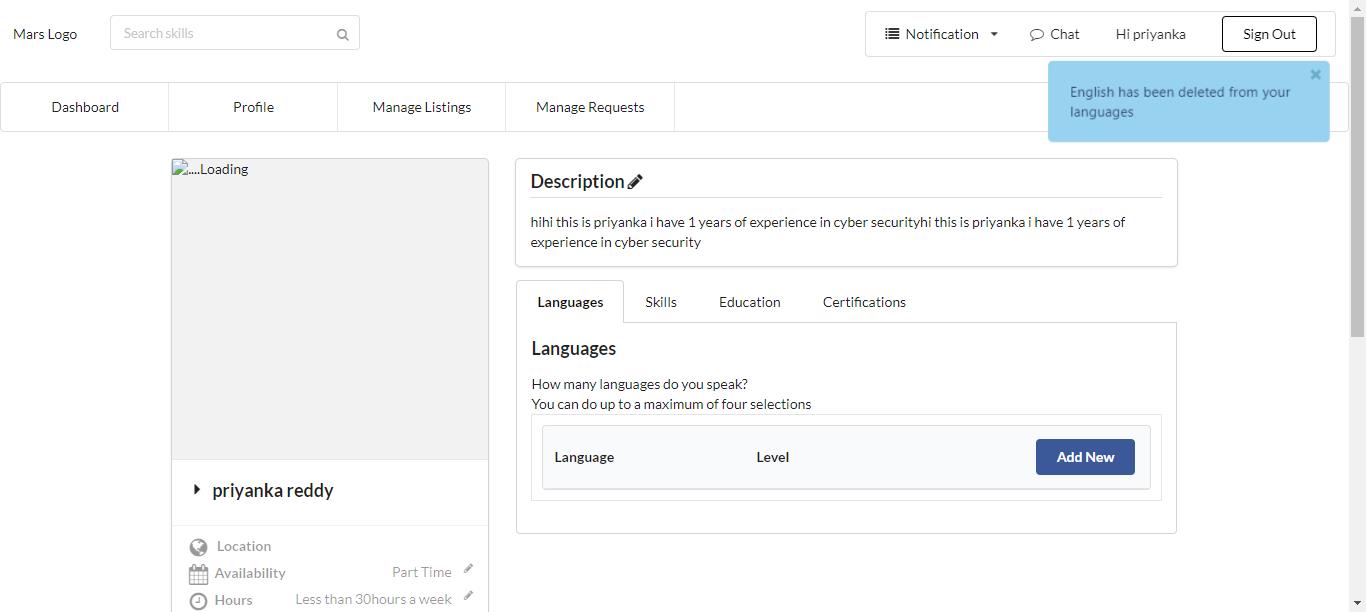 Mars Logo
Search skills
Notification
Chat
Hi priyanka
Sign Out
English has been deleted from your
languages
Dashboard
Profile
Manage Listings
Manage Requests
....Loading
Description
hihi this is priyanka i have 1 years of experience in cyber securityhi this is priyanka i have 1 years of
experience in cyber security
Languages
Skills
Education
Certifications
Languages
How many languages do you speak?
You can do up to a maximum of four selections
Language
Level
Add New
priyanka reddy
Location
Availability
Part Time
Hours
Less than 30hours a week